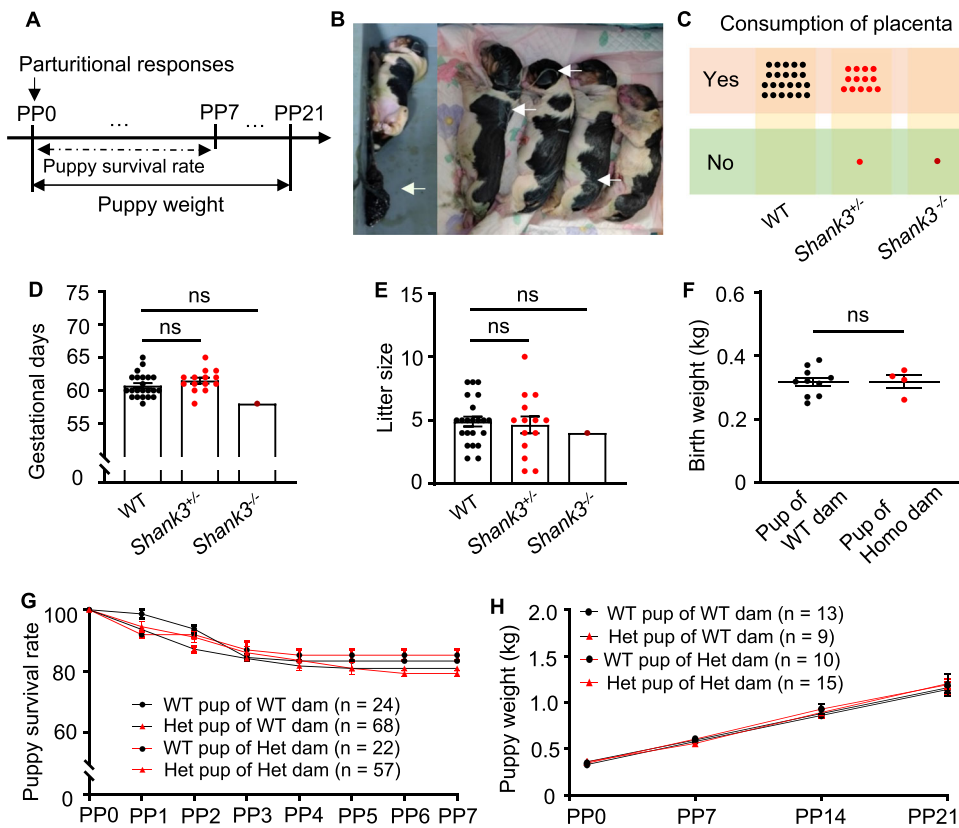 A
Parturitional responses
PP0
...
PP7
...
PP21
Puppy survival rate
Puppy weight
B
C
Consumption of placenta
Yes
No
WT
Shank3+/-
Shank3-/-
D
Gestational days
75
70
65
60
55
0
ns
ns
WT
Shank3+/-
Shank3-/-
E
Litter size
15
10
5
0
ns
ns
WT
Shank3+/-
Shank3-/-
F
Birth weight (kg)
0.6
0.4
0.2
0
ns
Pup of
WT dam
Pup of
Homo dam
G
Puppy survival rate
100
80
60
0
WT pup of WT dam (n = 24)
Het pup of WT dam (n = 68)
WT pup of Het dam (n = 22)
Het pup of Het dam (n = 57)
PP0
PP1
PP2
PP3
PP4
PP5
PP6
PP7
H
Puppy weight (kg)
2.0
1.5
1.0
0.5
0
WT pup of WT dam (n = 13)
Het pup of WT dam (n = 9)
WT pup of Het dam (n = 10)
Het pup of Het dam (n = 15)
PP0
PP7
PP14
PP21